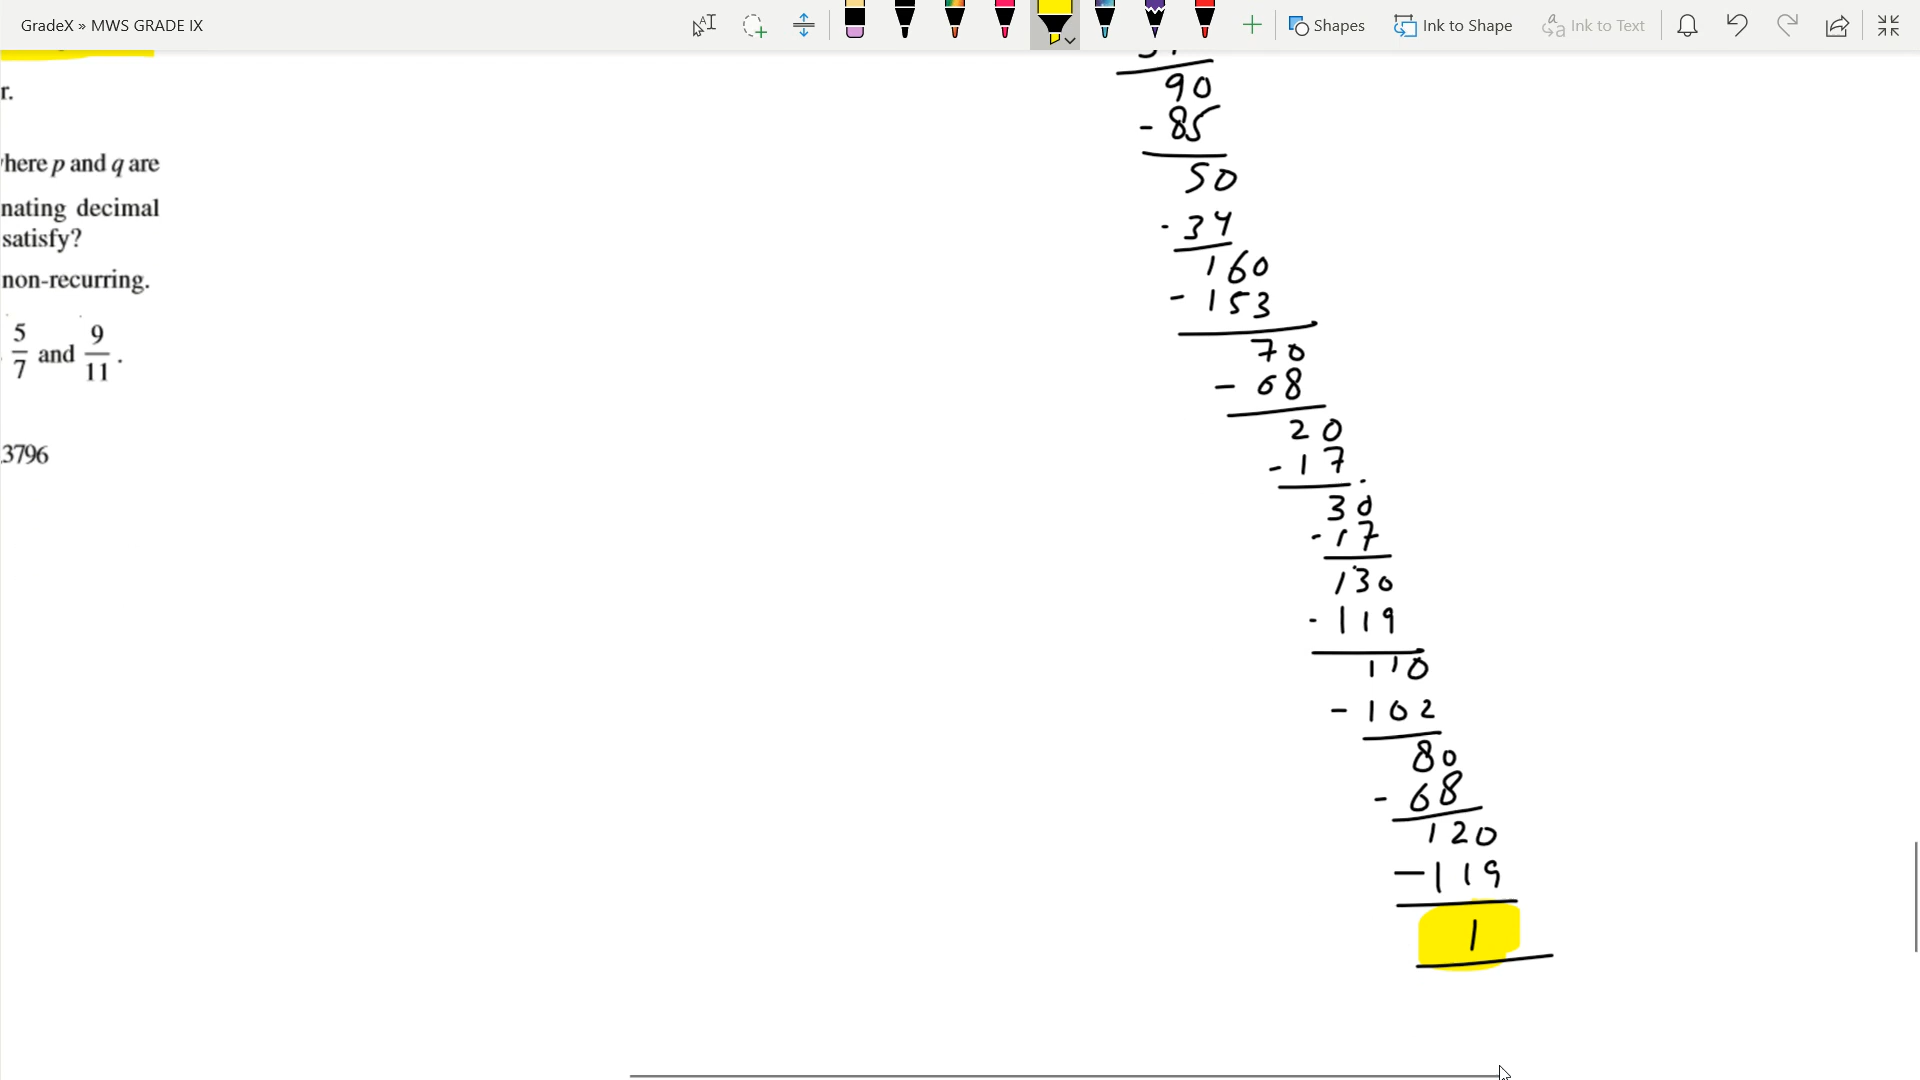 GradeX » MWS GRADE IX
Shapes
Ink to Shape
Ink to Text
r.
here p and q are
nating decimal
satisfy?
non-recurring.
5/7 and 9/11 .
3796
90
- 85
50
- 34
160
- 153
70
- 68
20
- 17
30
- 17
130
- 119
110
- 102
80
- 68
120
- 119
1